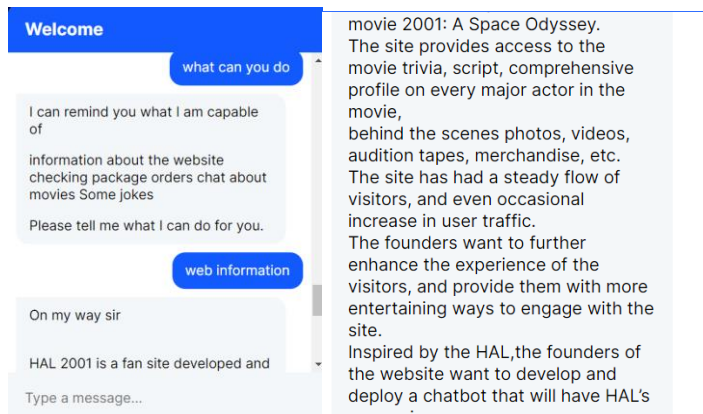 Welcome
what can you do
I can remind you what I am capable
of
information about the website
checking package orders chat about
movies Some jokes
Please tell me what I can do for you.
web information
On my way sir
HAL 2001 is a fan site developed and
Type a message...
movie 2001: A Space Odyssey.
The site provides access to the
movie trivia, script, comprehensive
profile on every major actor in the
movie,
behind the scenes photos, videos,
audition tapes, merchandise, etc.
The site has had a steady flow of
visitors, and even occasional
increase in user traffic.
The founders want to further
enhance the experience of the
visitors, and provide them with more
entertaining ways to engage with the
site.
Inspired by the HAL,the founders of
the website want to develop and
deploy a chatbot that will have HAL’s